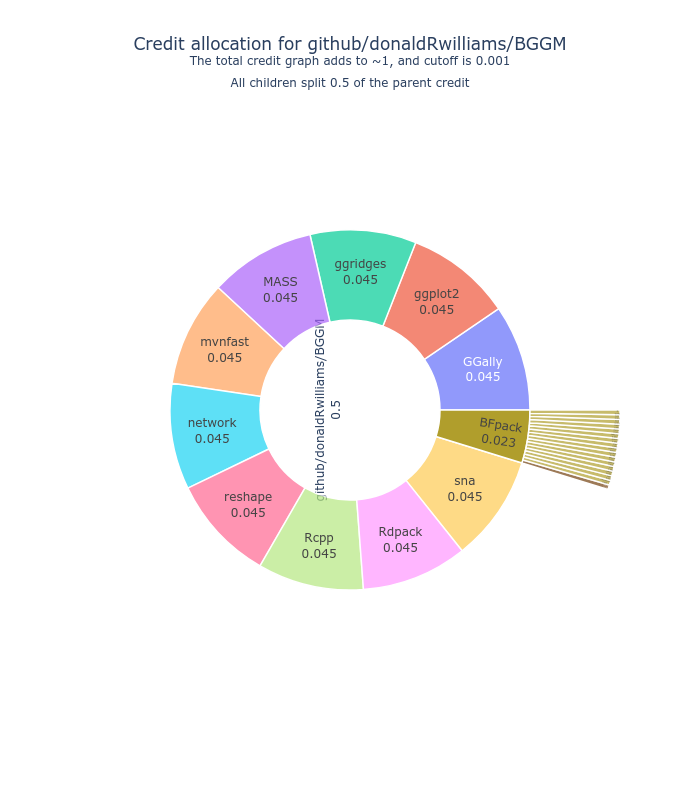 Credit allocation for github/donaldRwilliams/BGGM
The total credit graph adds to ~1, and cutoff is 0.001
All children split 0.5 of the parent credit
ggridges
0.045
MASS
0.045
ggplot2
0.045
mvnfast
0.045
GGally
0.045
github/donaldRwilliams/BGGM
0.5
network
0.045
BFpack
0.023
reshape
0.045
sna
0.045
Rcpp
0.045
Rdpack
0.045